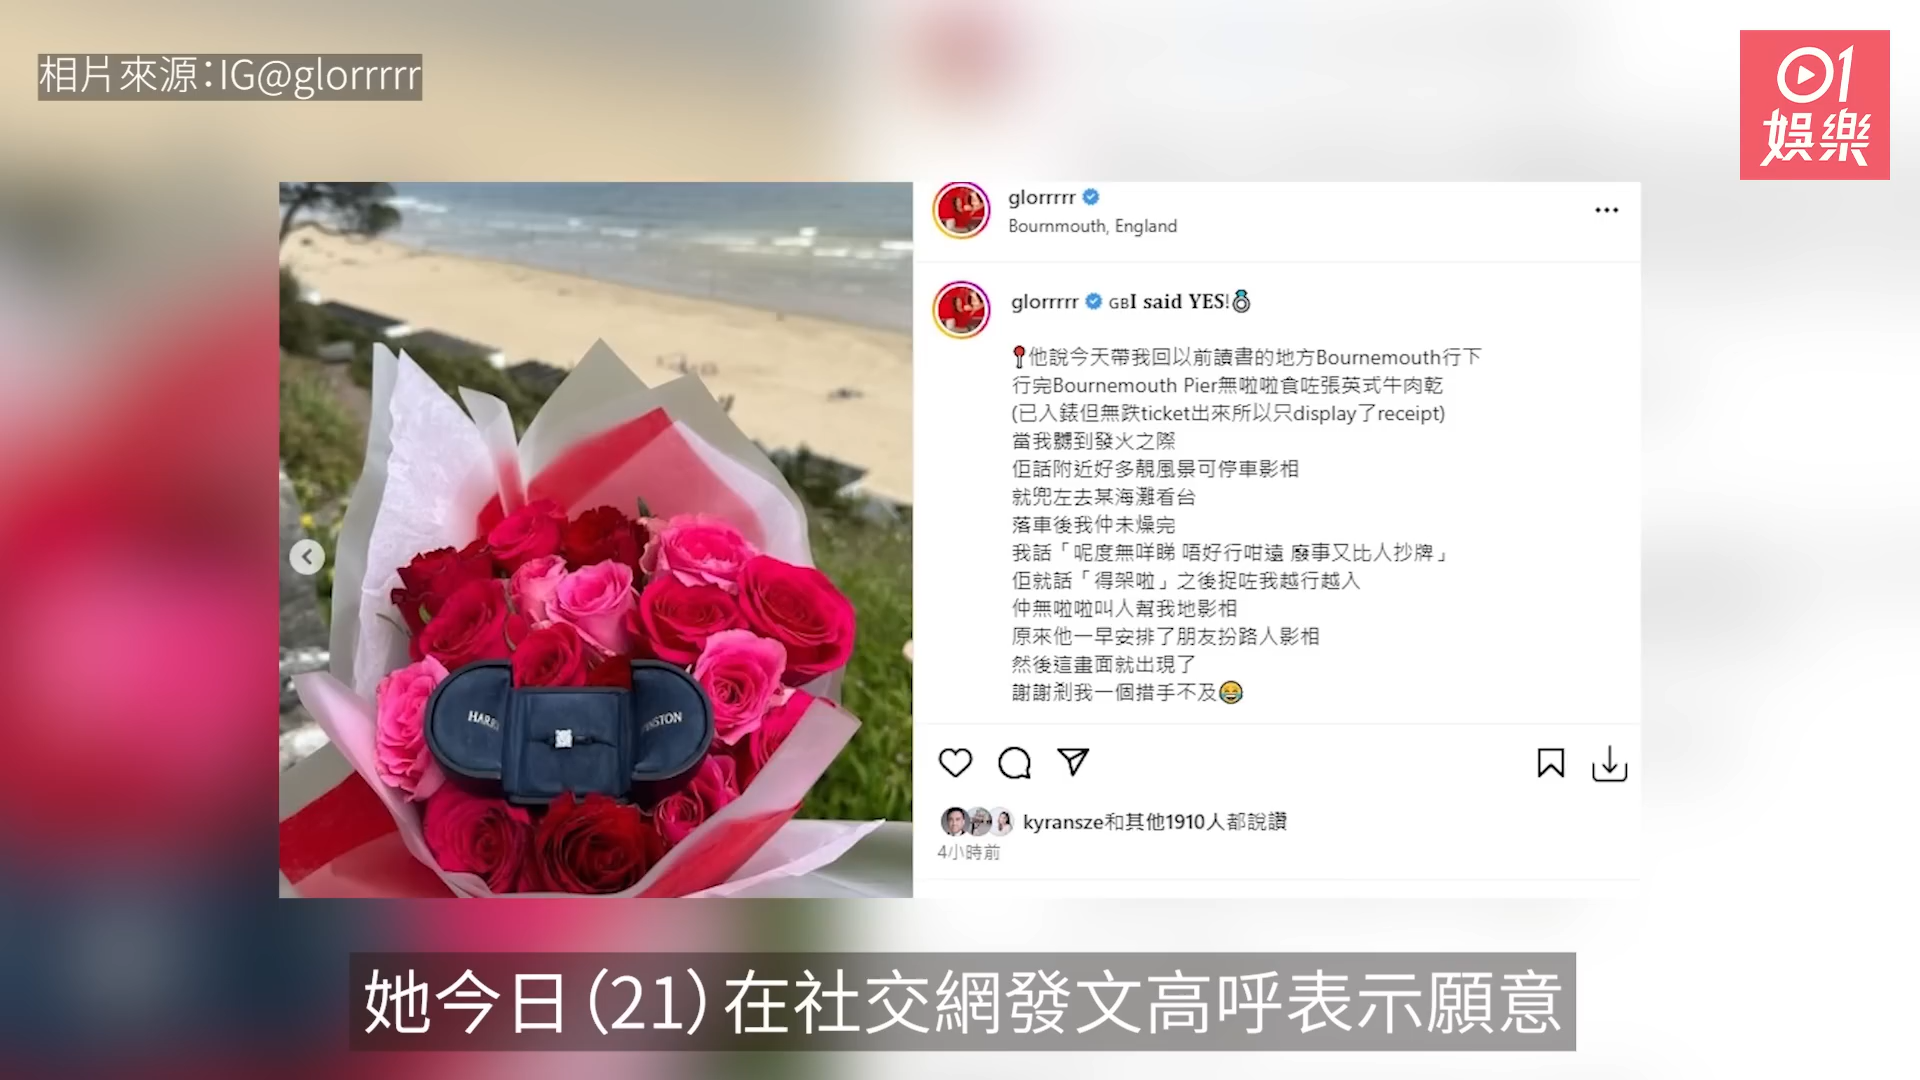 相片來源：IG@glorrrrr
01
娛樂
glorrrrr
Bournmouth, England
glorrrrr GB I said YES!
他說今天帶我回以前讀書的地方Bournemouth行下
行完Bournemouth Pier無啦啦食咗張英式牛肉乾
(已入錶但無跌ticket出來所以只display了receipt)
當我嬲到發火之際
佢話附近好多靚風景可停車影相
就兜左去某海灘看台
落車後我仲未燥完
我話「呢度無咩睇 唔好行咁遠 廢事又比人抄牌」
佢就話「得架啦」之後捉咗我越行越入
仲無啦啦叫人幫我地影相
原來他一早安排了朋友扮路人影相
然後這畫面就出現了
謝謝剎我一個措手不及😂
HARR
NSTON
kyransze和其他1910人都說讚
4小時前
她今日（21）在社交網發文高呼表示願意